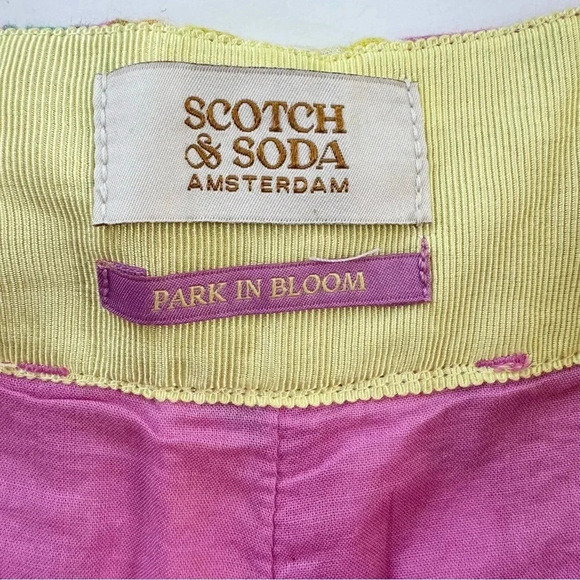 SCOTCH
& SODA
AMSTERDAM
PARK IN BLOOM